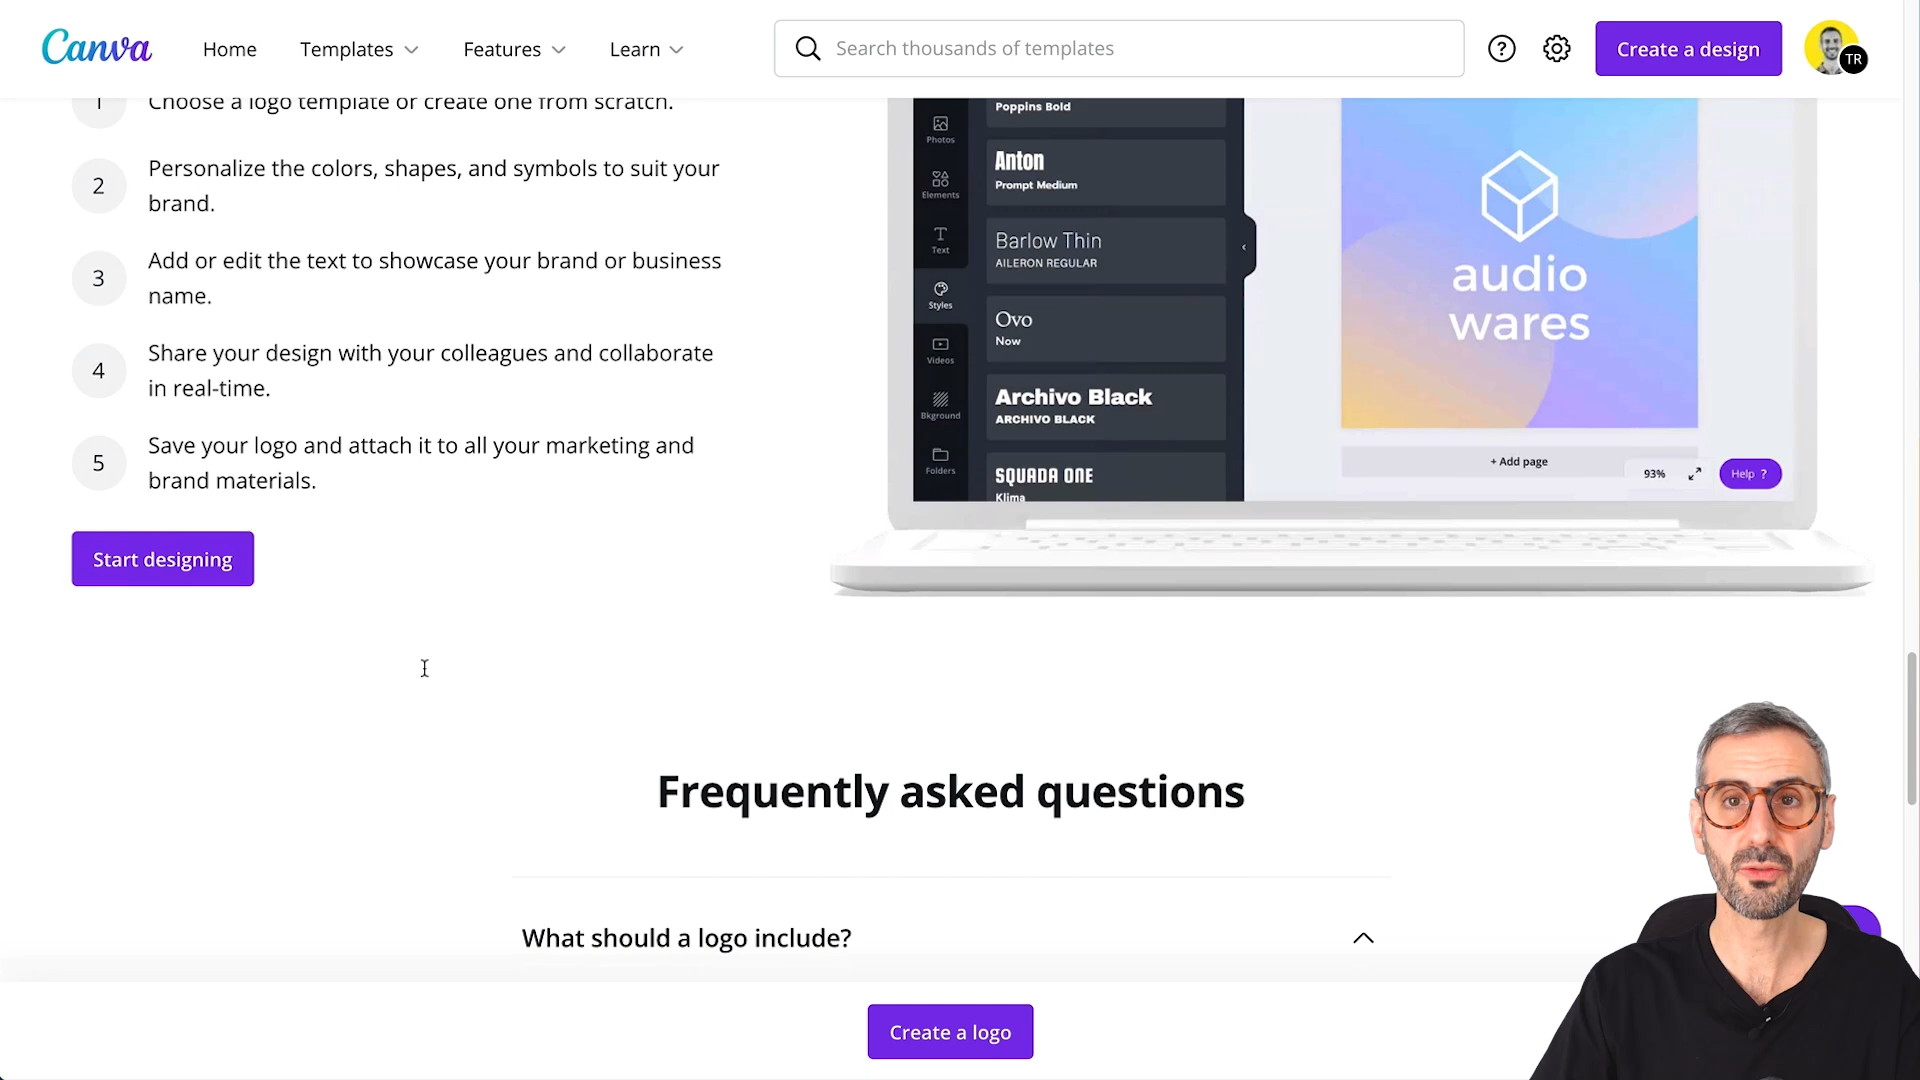 Canva
Home
Templates
Features
Learn
Search thousands of templates
Create a design
TR
1
Choose a logo template or create one from scratch.
2
Personalize the colors, shapes, and symbols to suit your
brand.
3
Add or edit the text to showcase your brand or business
name.
4
Share your design with your colleagues and collaborate
in real-time.
5
Save your logo and attach it to all your marketing and
brand materials.
Start designing
Photos
Elements
Text
Styles
Videos
Bkground
Folders
Poppins Bold
Anton
Prompt Medium
Barlow Thin
AILERON REGULAR
Ovo
Now
Archivo Black
ARCHIVO BLACK
SQUADA ONE
Klima
audio
wares
+ Add page
93%
Help ?
Frequently asked questions
What should a logo include?
Create a logo